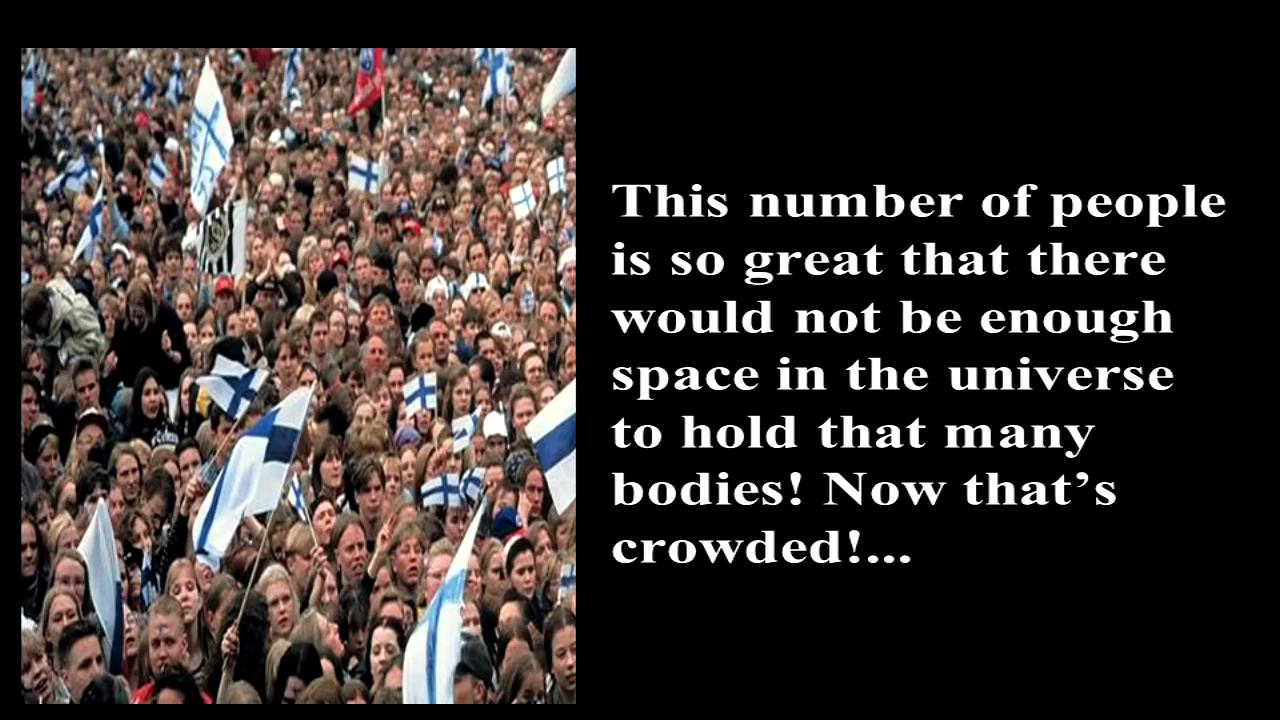 This number of people
is so great that there
would not be enough
space in the universe
to hold that many
bodies! Now that’s
crowded!...